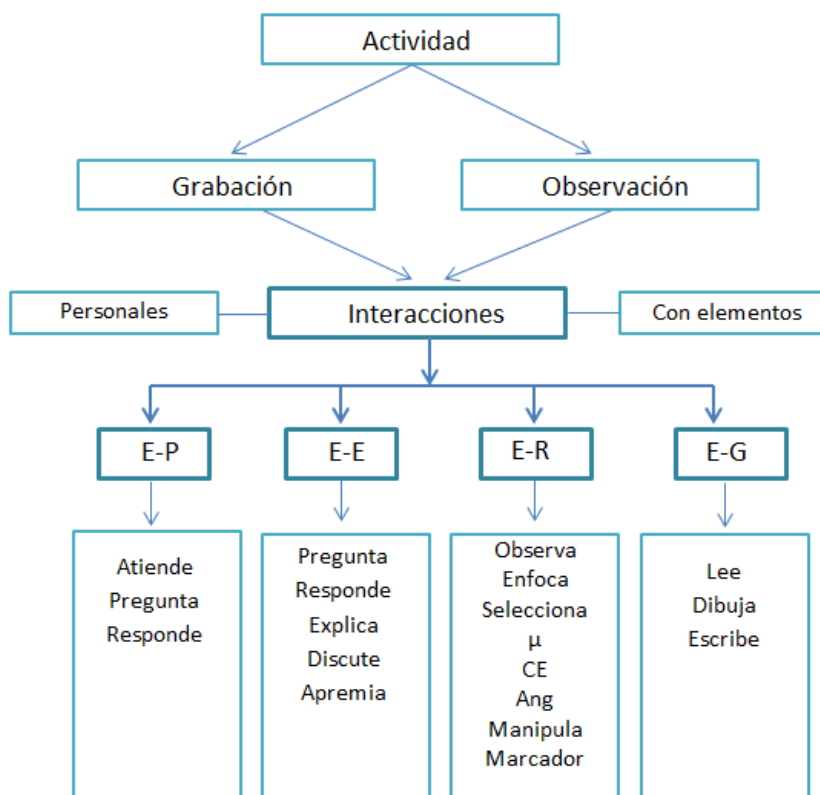 Actividad
Grabación
Observación
Personales
Interacciones
Con elementos
E-P
E-E
E-R
E-G
Atiende
Pregunta
Responde
Pregunta
Responde
Explica
Discute
Apremia
Observa
Enfoca
Selecciona
µ
CE
Ang
Manipula
Marcador
Lee
Dibuja
Escribe